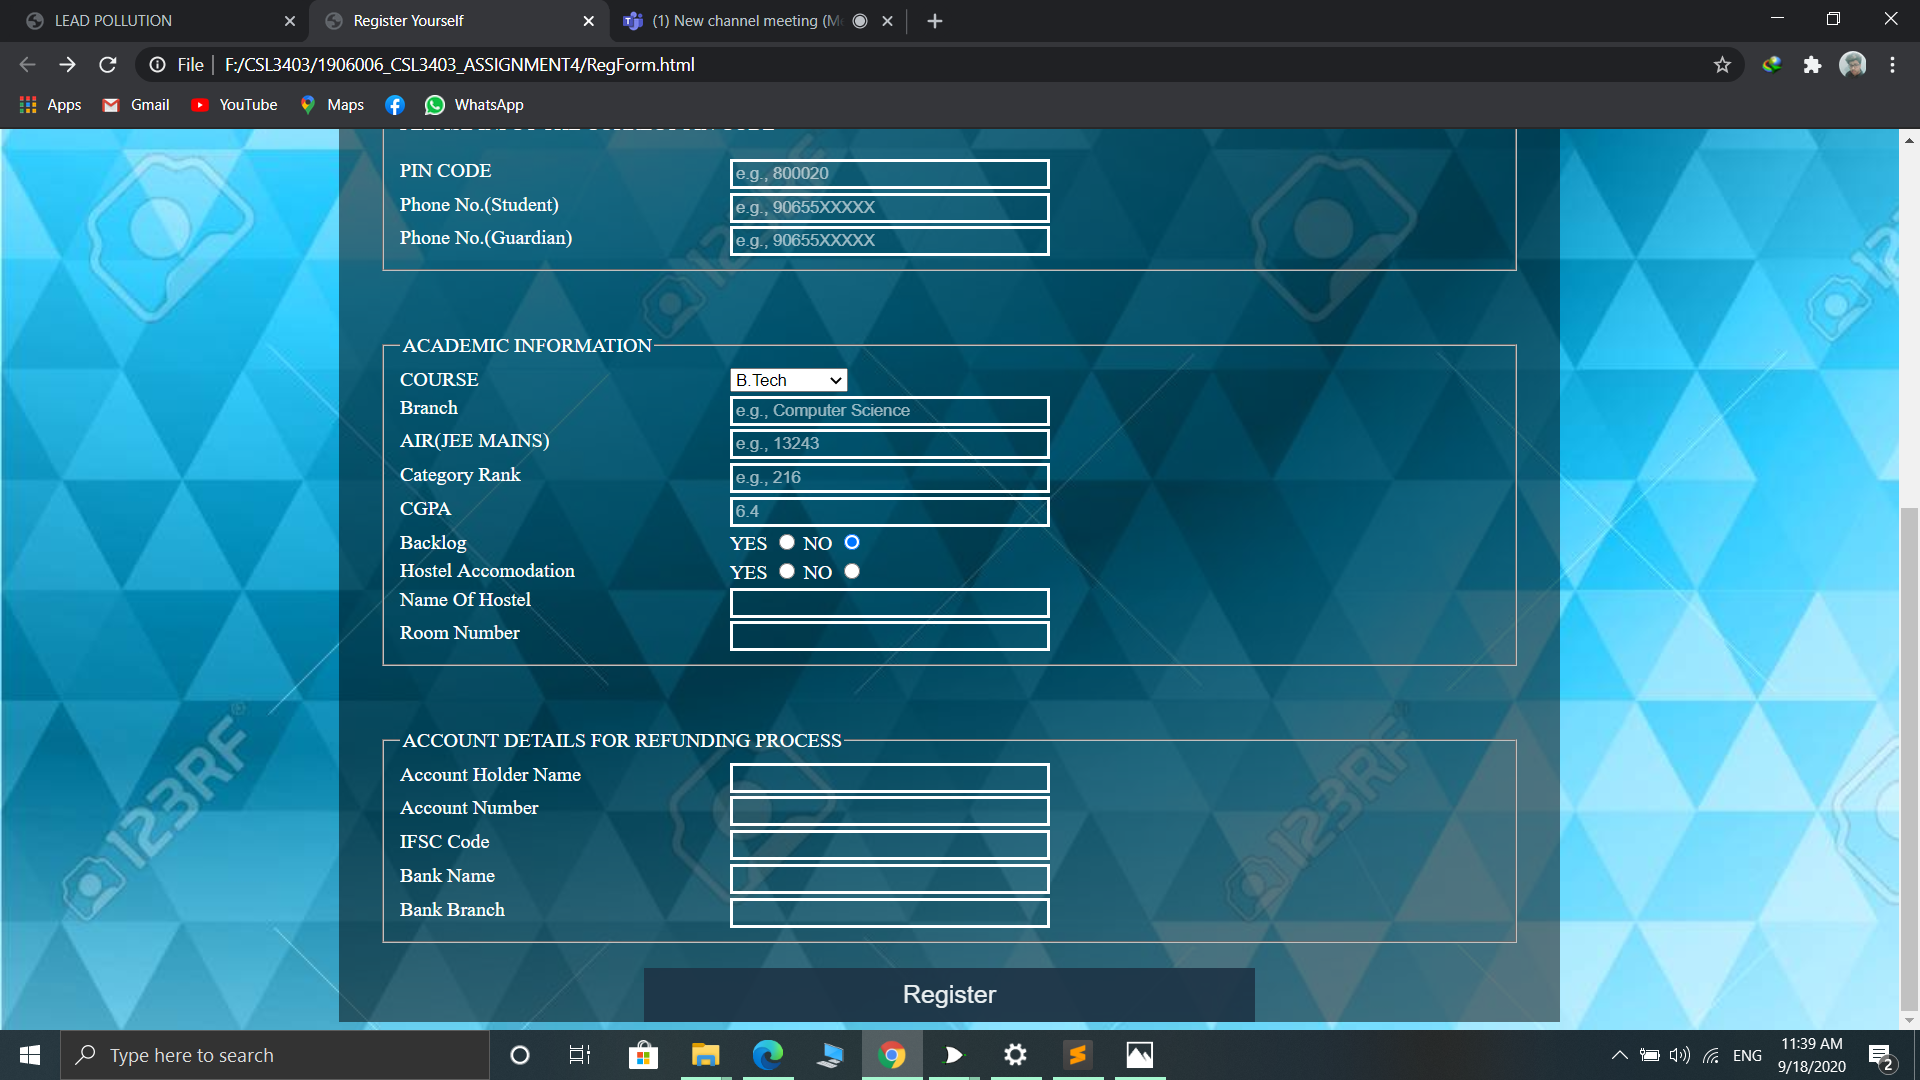 LEAD POLLUTION
Register Yourself
(1) New channel meeting (M
File
F:/CSL3403/1906006_CSL3403_ASSIGNMENT4/RegForm.html
Apps
Gmail
YouTube
Maps
WhatsApp
PIN CODE e.g., 800020
Phone No.(Student) e.g., 90655XXXXX
Phone No.(Guardian) e.g., 90655XXXXX
ACADEMIC INFORMATION
COURSE B.Tech
Branch e.g., Computer Science
AIR(JEE MAINS) e.g., 13243
Category Rank e.g., 216
CGPA 6.4
Backlog YES NO
Hostel Accomodation YES NO
Name Of Hostel
Room Number
ACCOUNT DETAILS FOR REFUNDING PROCESS
Account Holder Name
Account Number
IFSC Code
Bank Name
Bank Branch
Register
123RF
123RF
123RF
Type here to search
ENG
11:39 AM
9/18/2020
2